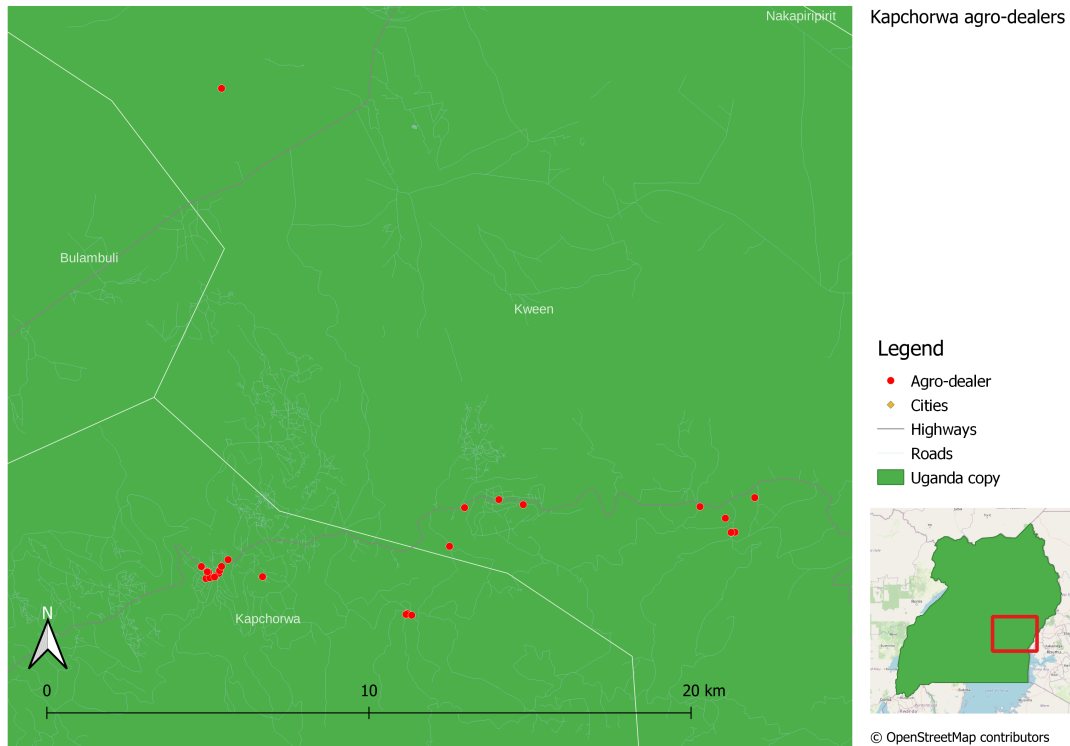 Nakapiripirit
Kapchorwa agro-dealers
Bulambuli
Kween
Kapchorwa
N
0 10 20 km
Legend
Agro-dealer
Cities
Highways
Roads
Uganda copy
© OpenStreetMap contributors